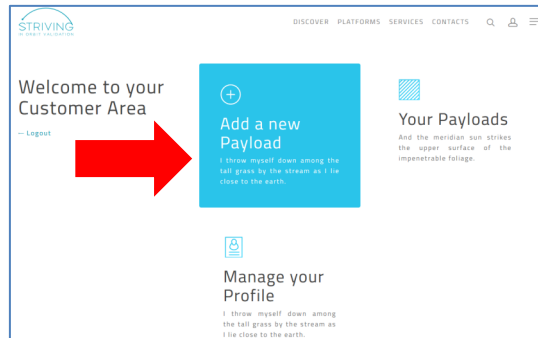 STRIVING
IN ORBIT VALIDATION
DISCOVER PLATFORMS SERVICES CONTACTS
Welcome to your
Customer Area
— Logout
Add a new
Payload
I throw myself down among the
tall grass by the stream as I lie
close to the earth.
Your Payloads
And the meridian sun strikes
the upper surface of the
impenetrable foliage.
Manage your
Profile
I throw myself down among
the tall grass by the stream as
I lie close to the earth.